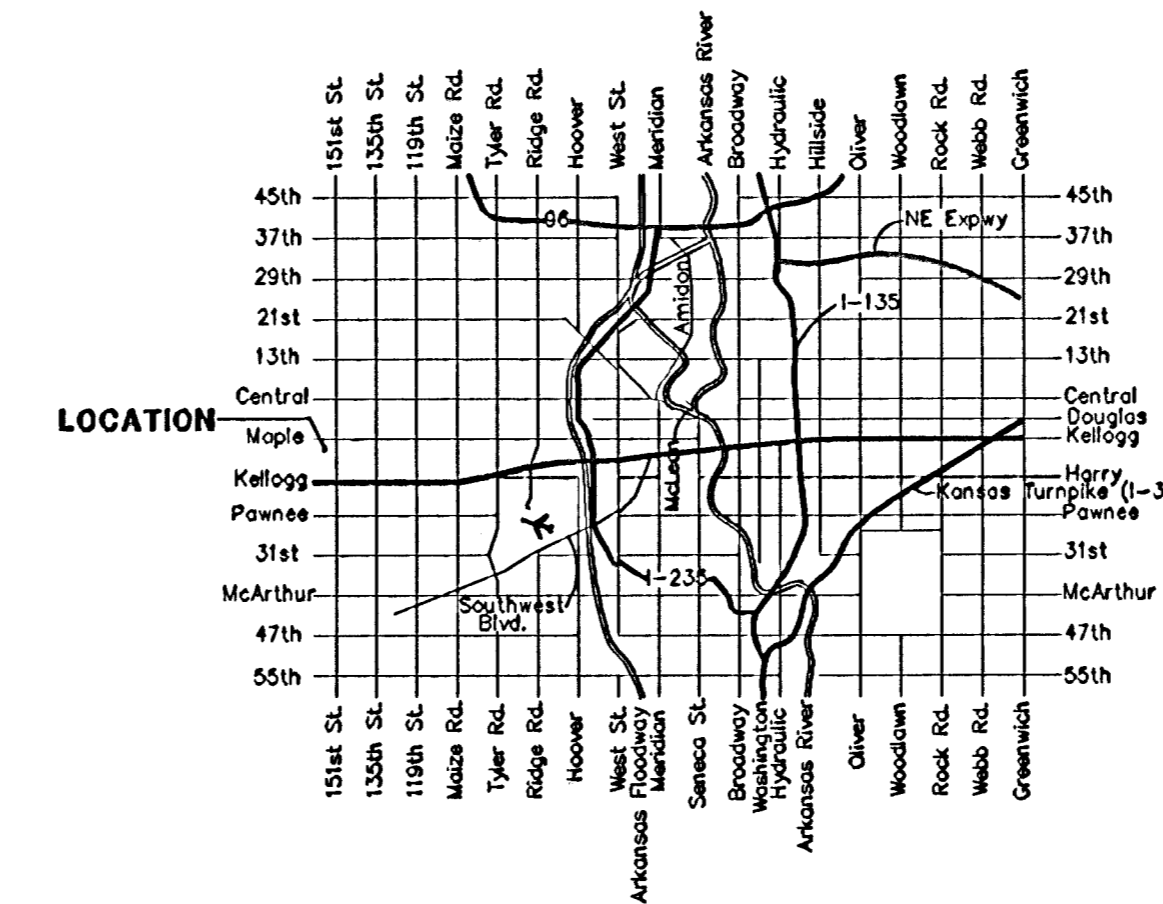 151st St.
135th St.
119th St.
Maize Rd.
Tyler Rd.
Ridge Rd.
Hoover
West St.
Meridian
Arkansas River
Broadway
Hydraulic
Hillside
Oliver
Woodlawn
Rock Rd.
Webb Rd.
Greenwich
45th
45th
96
NE Expwy
37th
37th
29th
29th
Amidon
I-135
21st
21st
13th
13th
Central
Central
LOCATION
Douglas
Maple
Kellogg
McLean
Kellogg
Harry
Kansas Turnpike (I-3
Pawnee
Pawnee
31st
31st
I-235
McArthur
McArthur
Southwest
Blvd.
47th
47th
55th
55th
151st St.
135th St.
119th St.
Maize Rd.
Tyler Rd.
Ridge Rd.
Hoover
West St.
Arkansas Floodway
Meridian
Seneca St.
Broadway
Washington
Hydraulic
Arkansas River
Oliver
Woodlawn
Rock Rd.
Webb Rd.
Greenwich